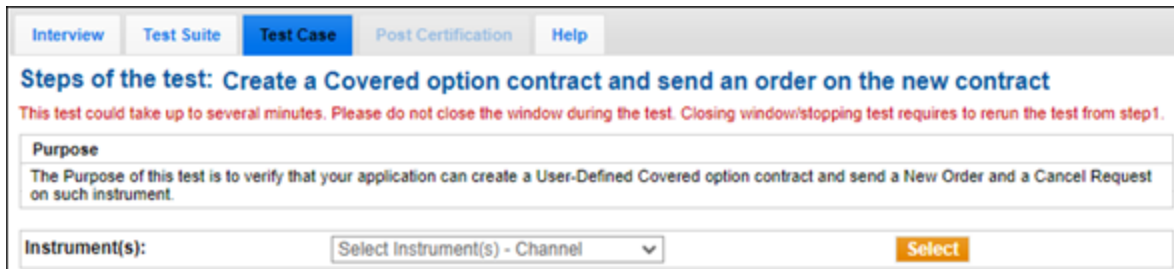 Interview Test Suite Test Case Post Certification Help
Steps of the test: Create a Covered option contract and send an order on the new contract
This test could take up to several minutes. Please do not close the window during the test. Closing window/stopping test requires to rerun the test from step1.
Purpose
The Purpose of this test is to verify that your application can create a User-Defined Covered option contract and send a New Order and a Cancel Request
on such instrument.
Instrument(s): Select Instrument(s) - Channel Select